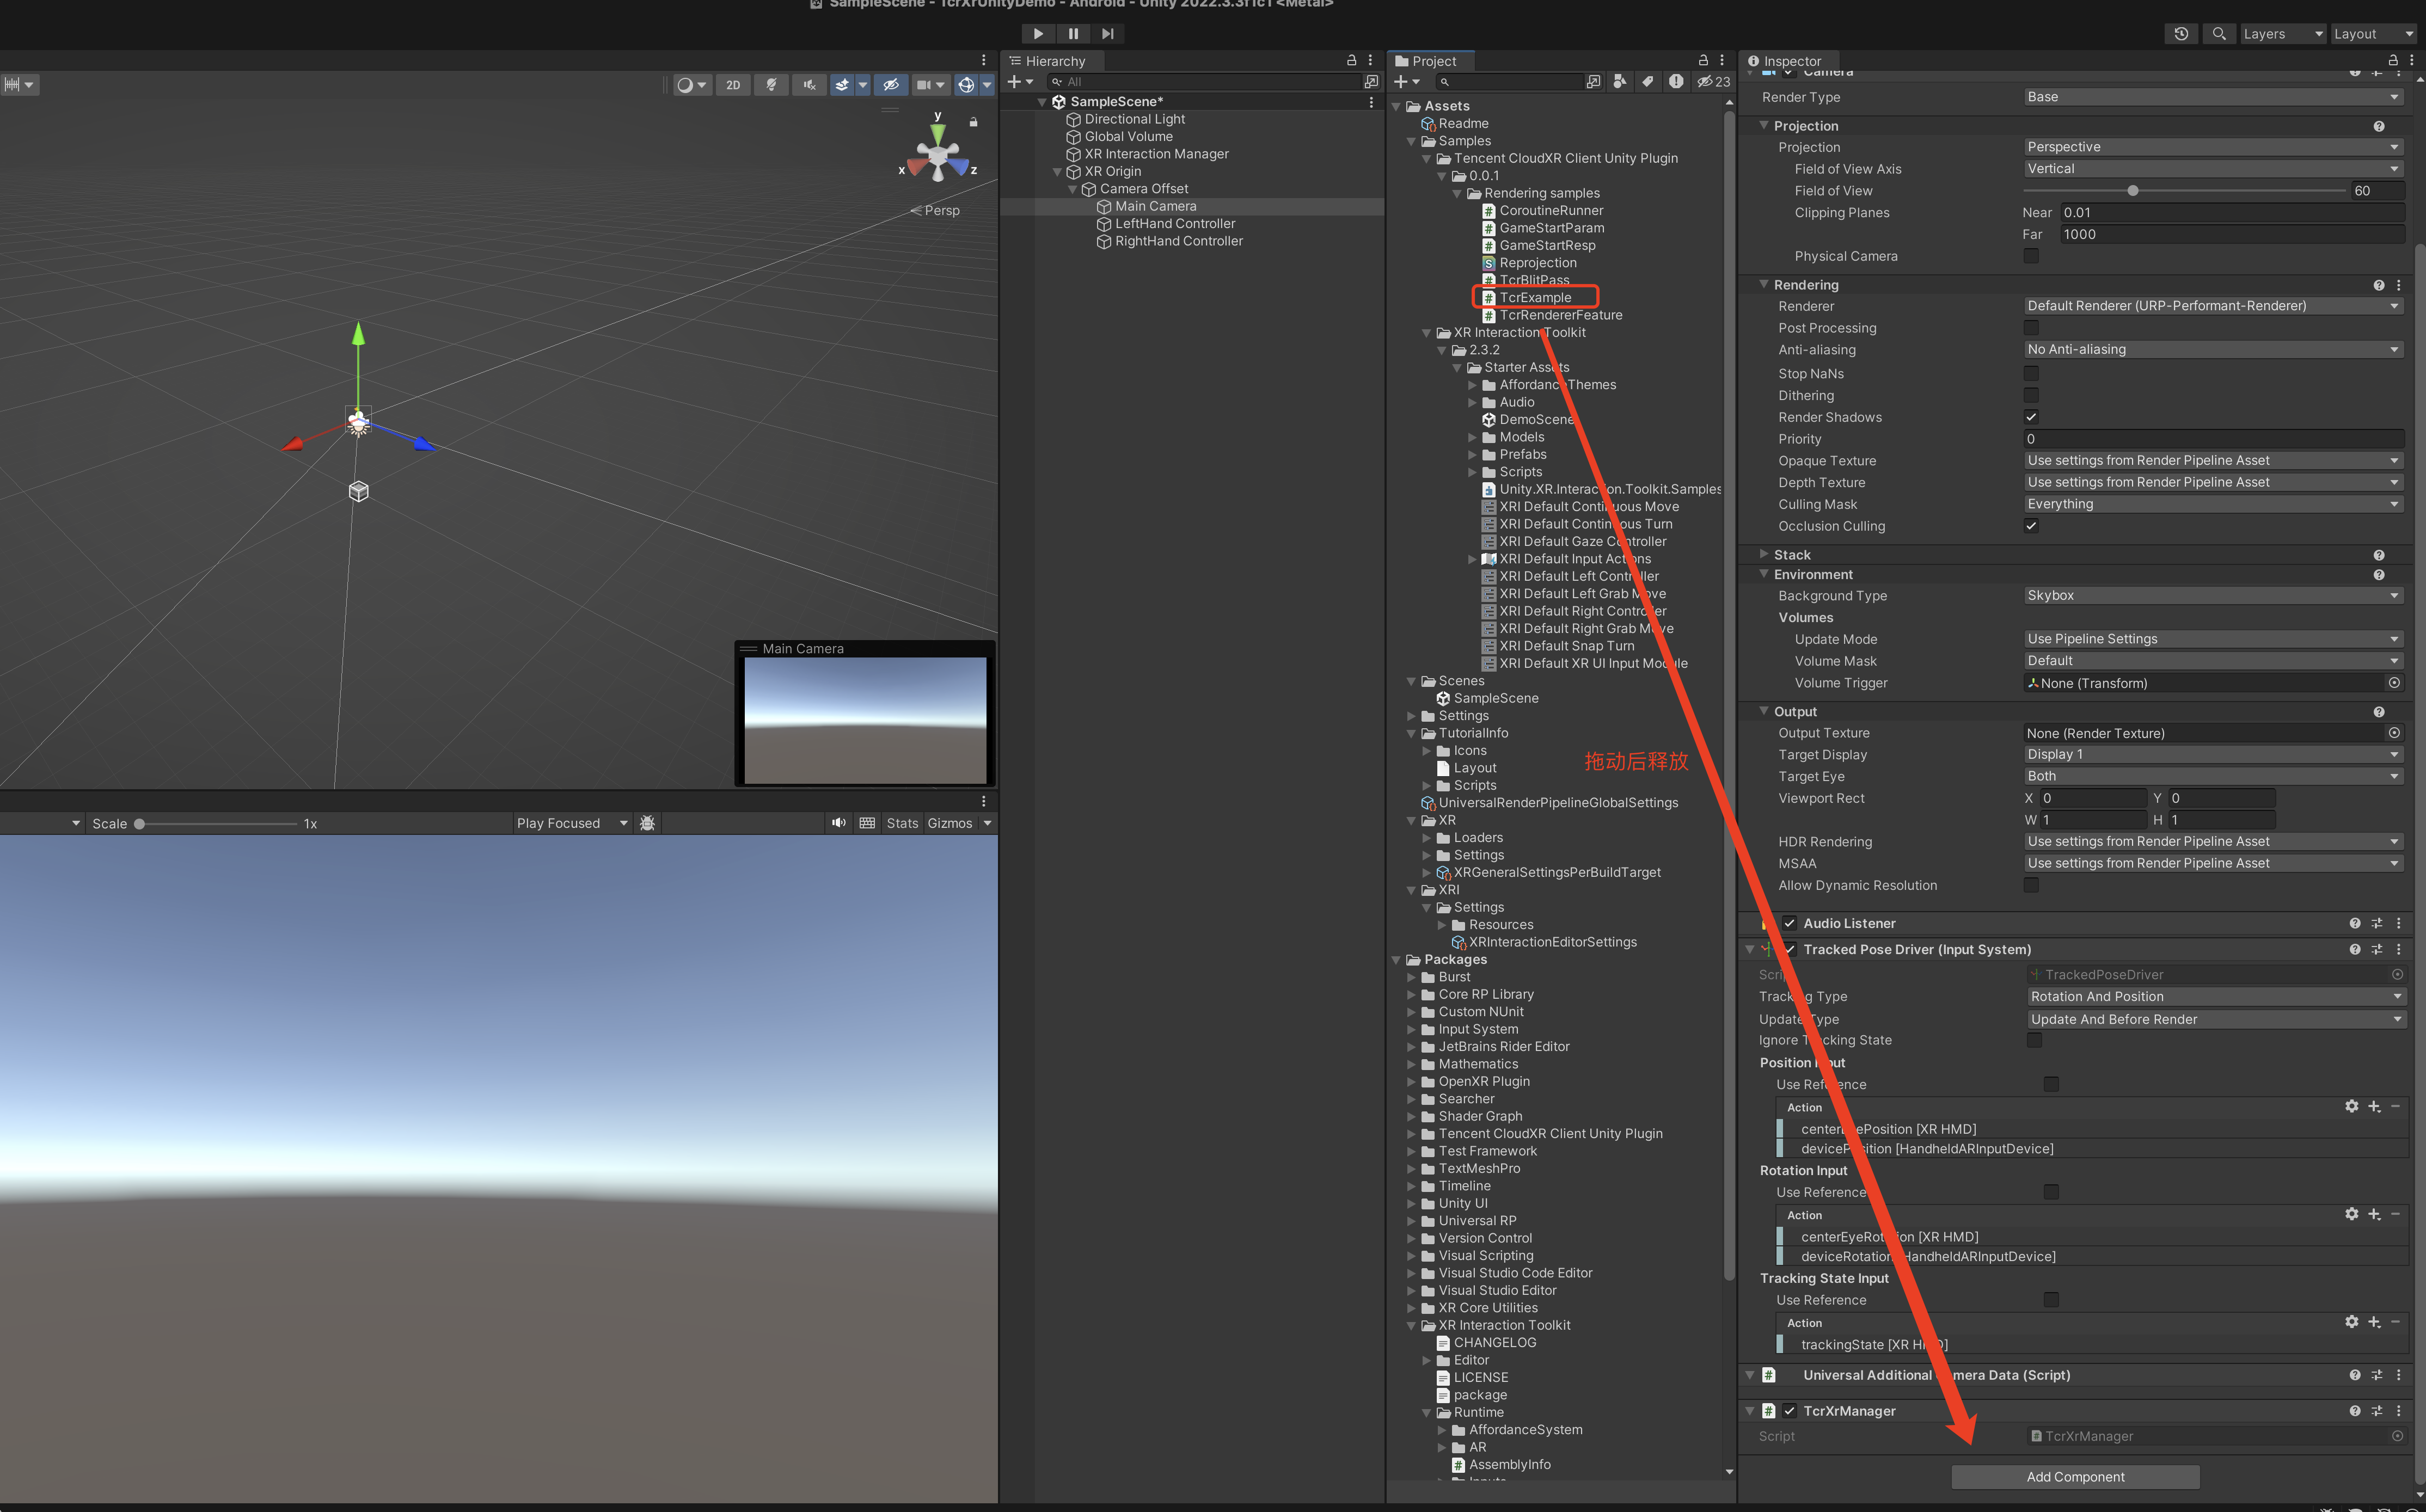 SampleScene - TcrXrUnityDemo - Android - Unity 2022.3.3f1c1 <Metal>
Layers
Layout
2D
y
x
z
Persp
Main Camera
Scale
1x
Play Focused
Stats
Gizmos
Hierarchy
All
SampleScene*
Directional Light
Global Volume
XR Interaction Manager
XR Origin
Camera Offset
Main Camera
LeftHand Controller
RightHand Controller
Project
23
Assets
Readme
Samples
Tencent CloudXR Client Unity Plugin
0.0.1
Rendering samples
CoroutineRunner
GameStartParam
GameStartResp
Reprojection
TcrBlitPass
TcrExample
TcrRendererFeature
XR Interaction Toolkit
2.3.2
Starter Assets
AffordanceThemes
Audio
DemoScene
Models
Prefabs
Scripts
Unity.XR.Interaction.Toolkit.Samples
XRI Default Continuous Move
XRI Default Continuous Turn
XRI Default Gaze Controller
XRI Default Input Actions
XRI Default Left Controller
XRI Default Left Grab Move
XRI Default Right Controller
XRI Default Right Grab Move
XRI Default Snap Turn
XRI Default XR UI Input Module
Scenes
SampleScene
Settings
TutorialInfo
Icons
Layout
Scripts
拖动后释放
UniversalRenderPipelineGlobalSettings
XR
Loaders
Settings
XRGeneralSettingsPerBuildTarget
XRI
Settings
Resources
XRInteractionEditorSettings
Packages
Burst
Core RP Library
Custom NUnit
Input System
JetBrains Rider Editor
Mathematics
OpenXR Plugin
Searcher
Shader Graph
Tencent CloudXR Client Unity Plugin
Test Framework
TextMeshPro
Timeline
Unity UI
Universal RP
Version Control
Visual Scripting
Visual Studio Code Editor
Visual Studio Editor
XR Core Utilities
XR Interaction Toolkit
CHANGELOG
Editor
LICENSE
package
Runtime
AffordanceSystem
AR
AssemblyInfo
Inputs
Inspector
Camera
Render Type Base
Projection
Projection Perspective
Field of View Axis Vertical
Field of View 60
Clipping Planes Near 0.01
Far 1000
Physical Camera
Rendering
Renderer Default Renderer (URP-Performant-Renderer)
Post Processing
Anti-aliasing No Anti-aliasing
Stop NaNs
Dithering
Render Shadows
Priority 0
Opaque Texture Use settings from Render Pipeline Asset
Depth Texture Use settings from Render Pipeline Asset
Culling Mask Everything
Occlusion Culling
Stack
Environment
Background Type Skybox
Volumes
Update Mode Use Pipeline Settings
Volume Mask Default
Volume Trigger None (Transform)
Output
Output Texture None (Render Texture)
Target Display Display 1
Target Eye Both
Viewport Rect X 0 Y 0
W 1 H 1
HDR Rendering Use settings from Render Pipeline Asset
MSAA Use settings from Render Pipeline Asset
Allow Dynamic Resolution
Audio Listener
Tracked Pose Driver (Input System)
Script TrackedPoseDriver
Tracking Type Rotation And Position
Update Type Update And Before Render
Ignore Tracking State
Position Input
Use Reference
Action
centerEyePosition [XR HMD]
devicePosition [HandheldARInputDevice]
Rotation Input
Use Reference
Action
centerEyeRotation [XR HMD]
deviceRotation [HandheldARInputDevice]
Tracking State Input
Use Reference
Action
trackingState [XR HMD]
Universal Additional Camera Data (Script)
TcrXrManager
Script TcrXrManager
Add Component